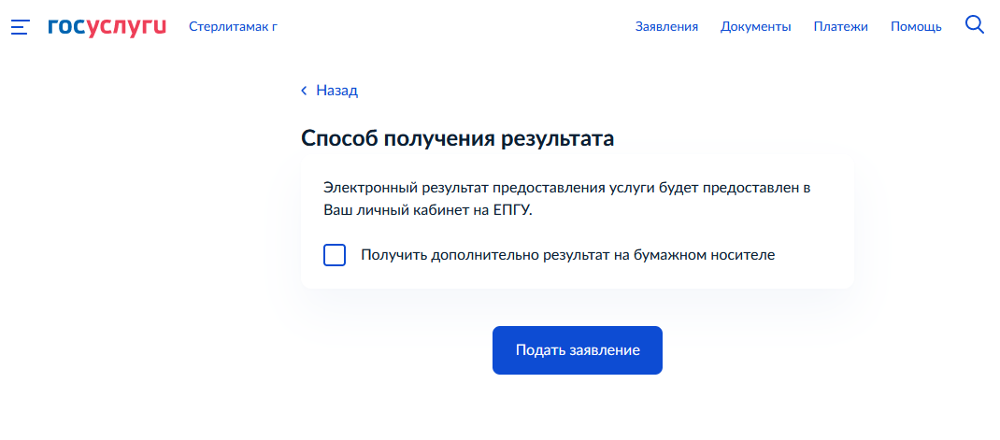 госуслуги Стерлитамак г Заявления Документы Платежи Помощь
Назад
Способ получения результата
Электронный результат предоставления услуги будет предоставлен в
Ваш личный кабинет на ЕПГУ.
Получить дополнительно результат на бумажном носителе
Подать заявление